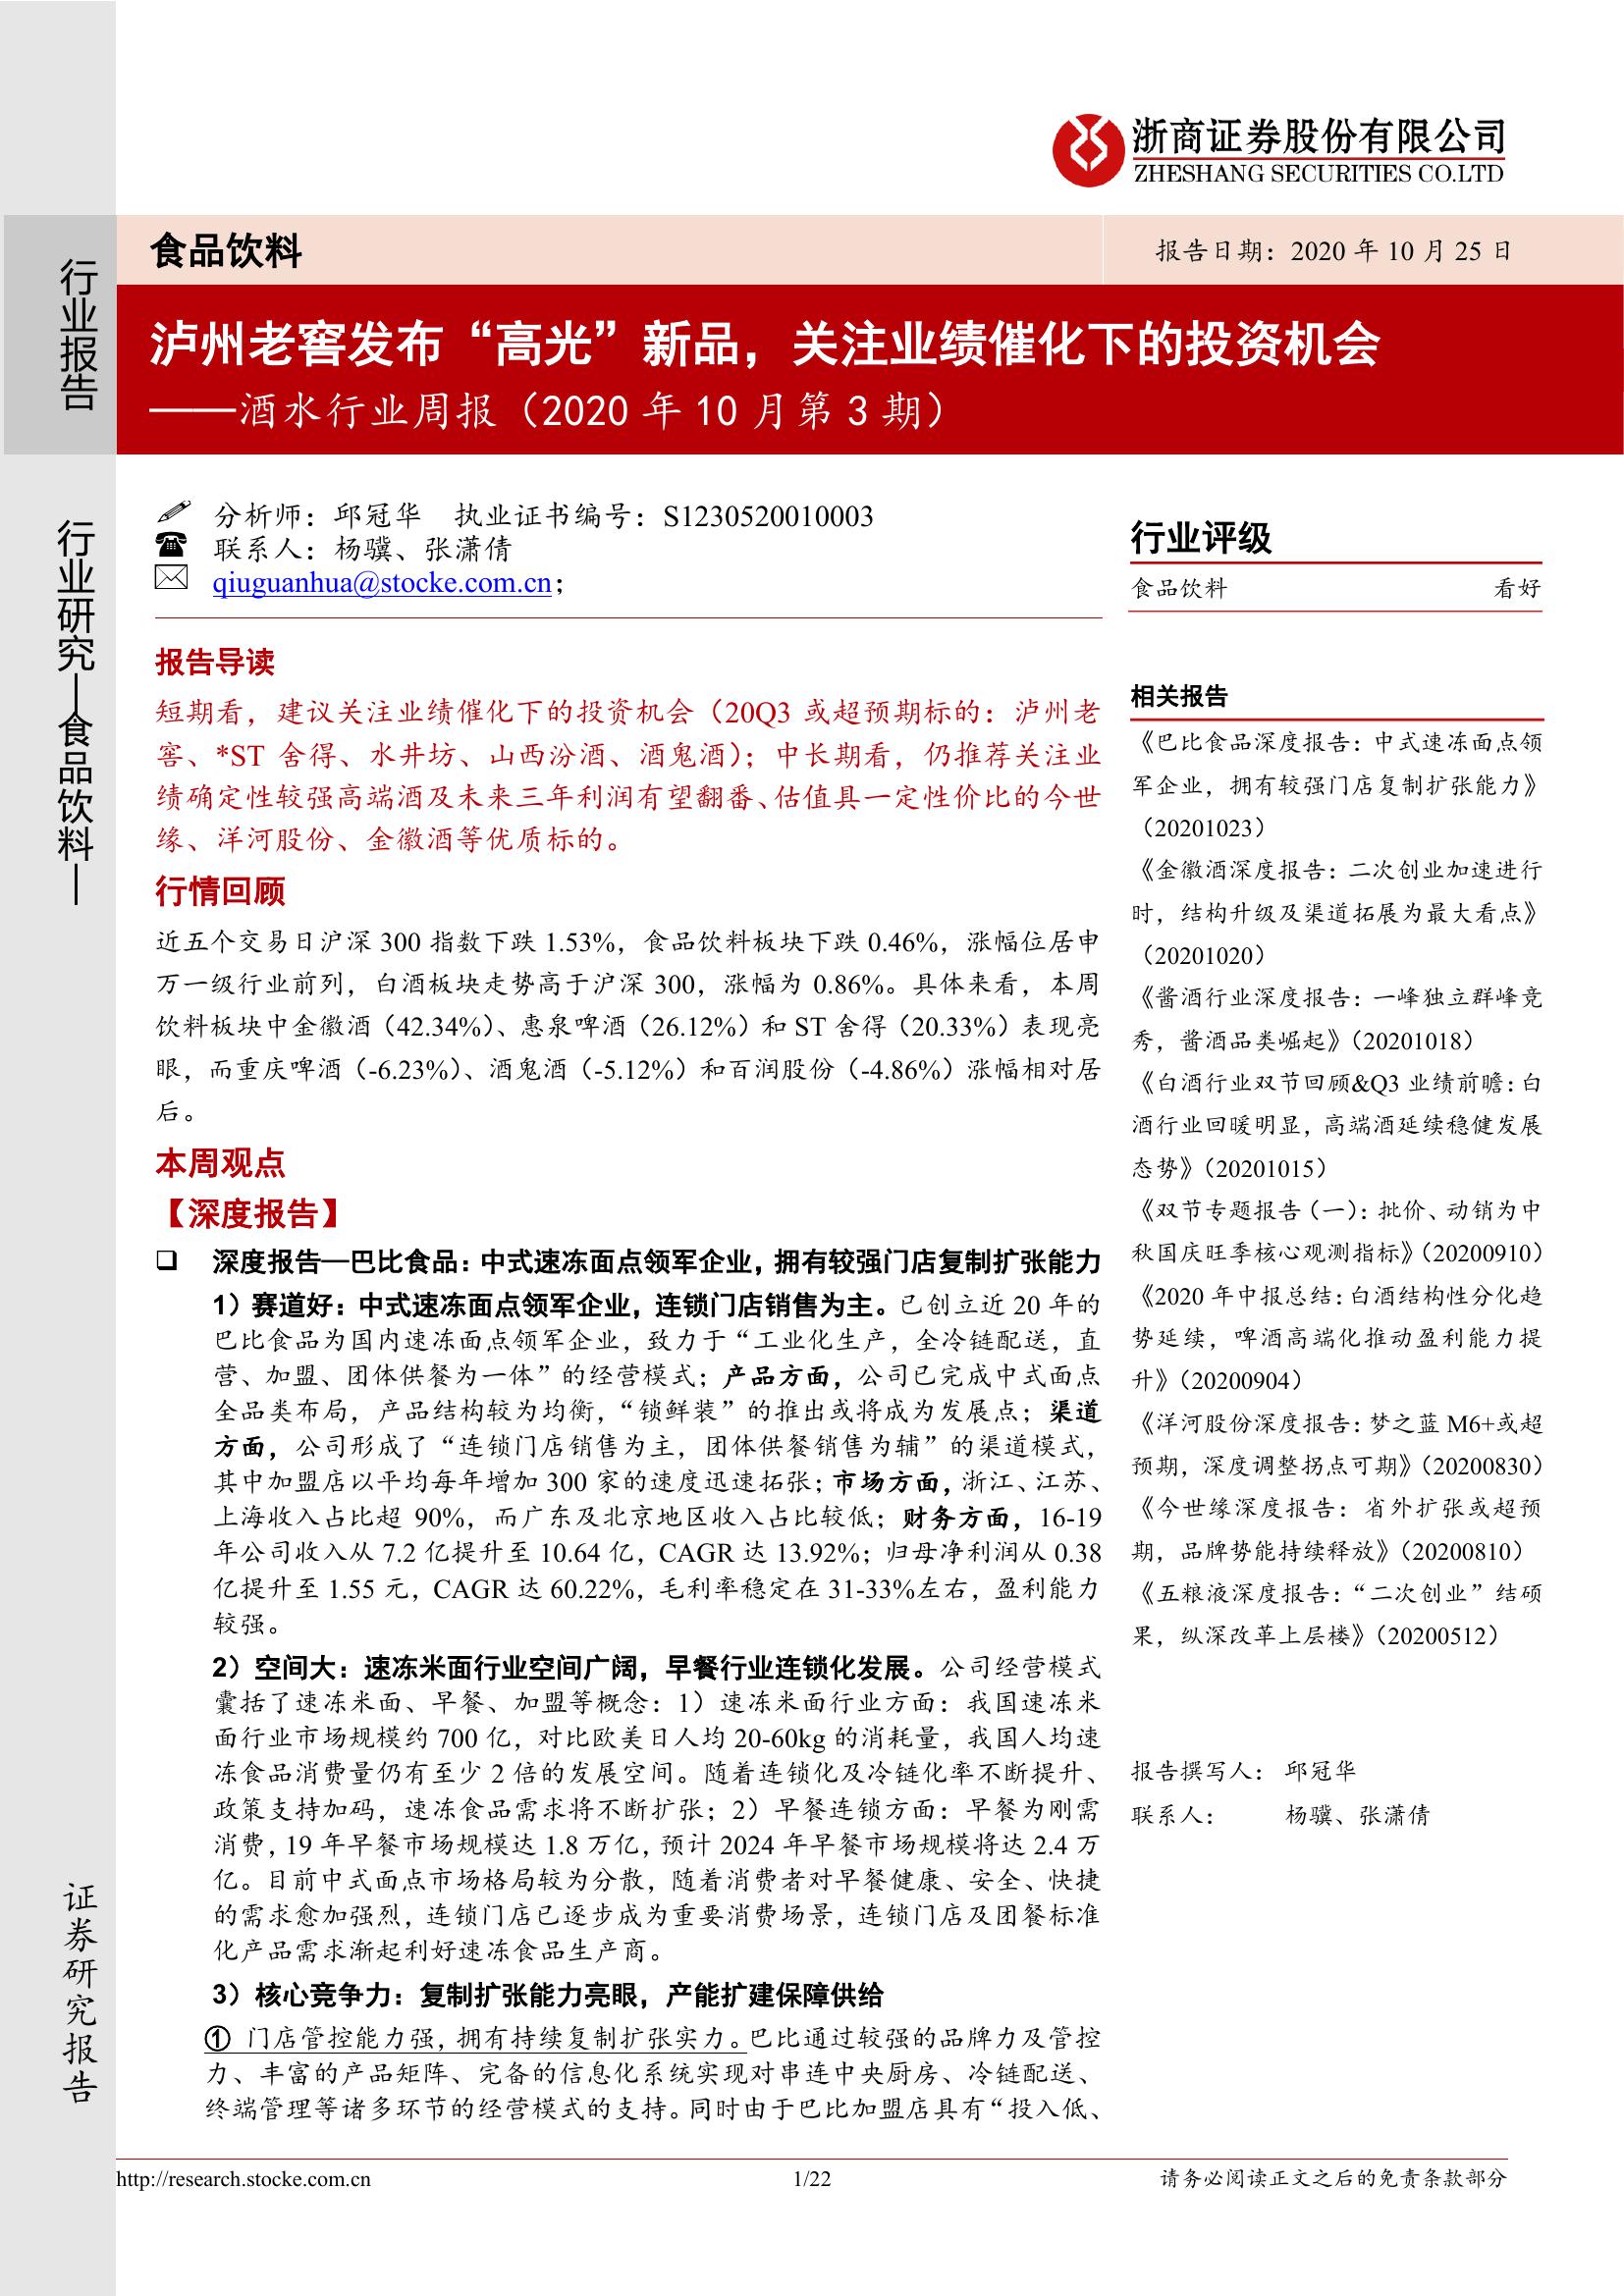 浙商证券股份有限公司
ZHESHANG SECURITIES CO.LTD
行业报告
食品饮料
报告日期：2020 年 10 月 25 日
泸州老窖发布“高光”新品，关注业绩催化下的投资机会
——酒水行业周报（2020 年 10 月第 3 期）
行业研究—食品饮料—
证券研究报告
分析师：邱冠华 执业证书编号：S1230520010003
联系人：杨骥、张潇倩
qiuguanhua@stocke.com.cn；
报告导读
短期看，建议关注业绩催化下的投资机会（20Q3 或超预期标的：泸州老
窖、*ST 舍得、水井坊、山西汾酒、酒鬼酒）；中长期看，仍推荐关注业
绩确定性较强高端酒及未来三年利润有望翻番、估值具一定性价比的今世
缘、洋河股份、金徽酒等优质标的。
行情回顾
近五个交易日沪深 300 指数下跌 1.53%，食品饮料板块下跌 0.46%，涨幅位居申
万一级行业前列，白酒板块走势高于沪深 300，涨幅为 0.86%。具体来看，本周
饮料板块中金徽酒（42.34%）、惠泉啤酒（26.12%）和 ST 舍得（20.33%）表现亮
眼，而重庆啤酒（-6.23%）、酒鬼酒（-5.12%）和百润股份（-4.86%）涨幅相对居
后。
本周观点
【深度报告】
❑ 深度报告—巴比食品：中式速冻面点领军企业，拥有较强门店复制扩张能力
1）赛道好：中式速冻面点领军企业，连锁门店销售为主。已创立近 20 年的
巴比食品为国内速冻面点领军企业，致力于“工业化生产，全冷链配送，直
营、加盟、团体供餐为一体”的经营模式；产品方面，公司已完成中式面点
全品类布局，产品结构较为均衡，“锁鲜装”的推出或将成为发展点；渠道
方面，公司形成了“连锁门店销售为主，团体供餐销售为辅”的渠道模式，
其中加盟店以平均每年增加 300 家的速度迅速拓张；市场方面，浙江、江苏、
上海收入占比超 90%，而广东及北京地区收入占比较低；财务方面，16-19
年公司收入从 7.2 亿提升至 10.64 亿，CAGR 达 13.92%；归母净利润从 0.38
亿提升至 1.55 元，CAGR 达 60.22%，毛利率稳定在 31-33%左右，盈利能力
较强。
2）空间大：速冻米面行业空间广阔，早餐行业连锁化发展。公司经营模式
囊括了速冻米面、早餐、加盟等概念：1）速冻米面行业方面：我国速冻米
面行业市场规模约 700 亿，对比欧美日人均 20-60kg 的消耗量，我国人均速
冻食品消费量仍有至少 2 倍的发展空间。随着连锁化及冷链化率不断提升、
政策支持加码，速冻食品需求将不断扩张；2）早餐连锁方面：早餐为刚需
消费，19 年早餐市场规模达 1.8 万亿，预计 2024 年早餐市场规模将达 2.4 万
亿。目前中式面点市场格局较为分散，随着消费者对早餐健康、安全、快捷
的需求愈加强烈，连锁门店已逐步成为重要消费场景，连锁门店及团餐标准
化产品需求渐起利好速冻食品生产商。
3）核心竞争力：复制扩张能力亮眼，产能扩建保障供给
① 门店管控能力强，拥有持续复制扩张实力。巴比通过较强的品牌力及管控
力、丰富的产品矩阵、完备的信息化系统实现对串连中央厨房、冷链配送、
终端管理等诸多环节的经营模式的支持。同时由于巴比加盟店具有“投入低、
行业评级
食品饮料 看好
相关报告
《巴比食品深度报告：中式速冻面点领
军企业，拥有较强门店复制扩张能力》
（20201023）
《金徽酒深度报告：二次创业加速进行
时，结构升级及渠道拓展为最大看点》
（20201020）
《酱酒行业深度报告：一峰独立群峰竞
秀，酱酒品类崛起》（20201018）
《白酒行业双节回顾&Q3 业绩前瞻：白
酒行业回暖明显，高端酒延续稳健发展
态势》（20201015）
《双节专题报告（一）：批价、动销为中
秋国庆旺季核心观测指标》（20200910）
《2020 年中报总结：白酒结构性分化趋
势延续，啤酒高端化推动盈利能力提
升》（20200904）
《洋河股份深度报告：梦之蓝 M6+或超
预期，深度调整拐点可期》（20200830）
《今世缘深度报告：省外扩张或超预
期，品牌势能持续释放》（20200810）
《五粮液深度报告：“二次创业”结硕
果，纵深改革上层楼》（20200512）
报告撰写人： 邱冠华
联系人： 杨骥、张潇倩
http://research.stocke.com.cn
1/22
请务必阅读正文之后的免责条款部分